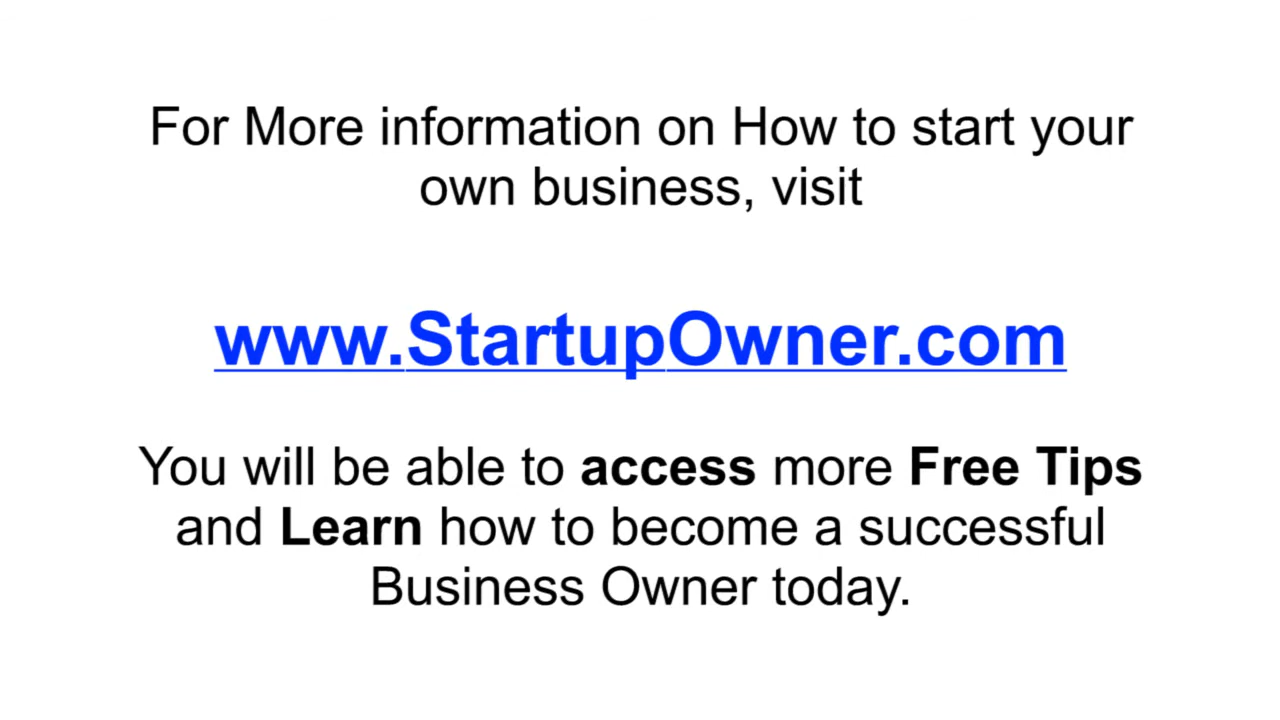 For More information on How to start your
own business, visit
www.StartupOwner.com
You will be able to access more Free Tips
and Learn how to become a successful
Business Owner today.